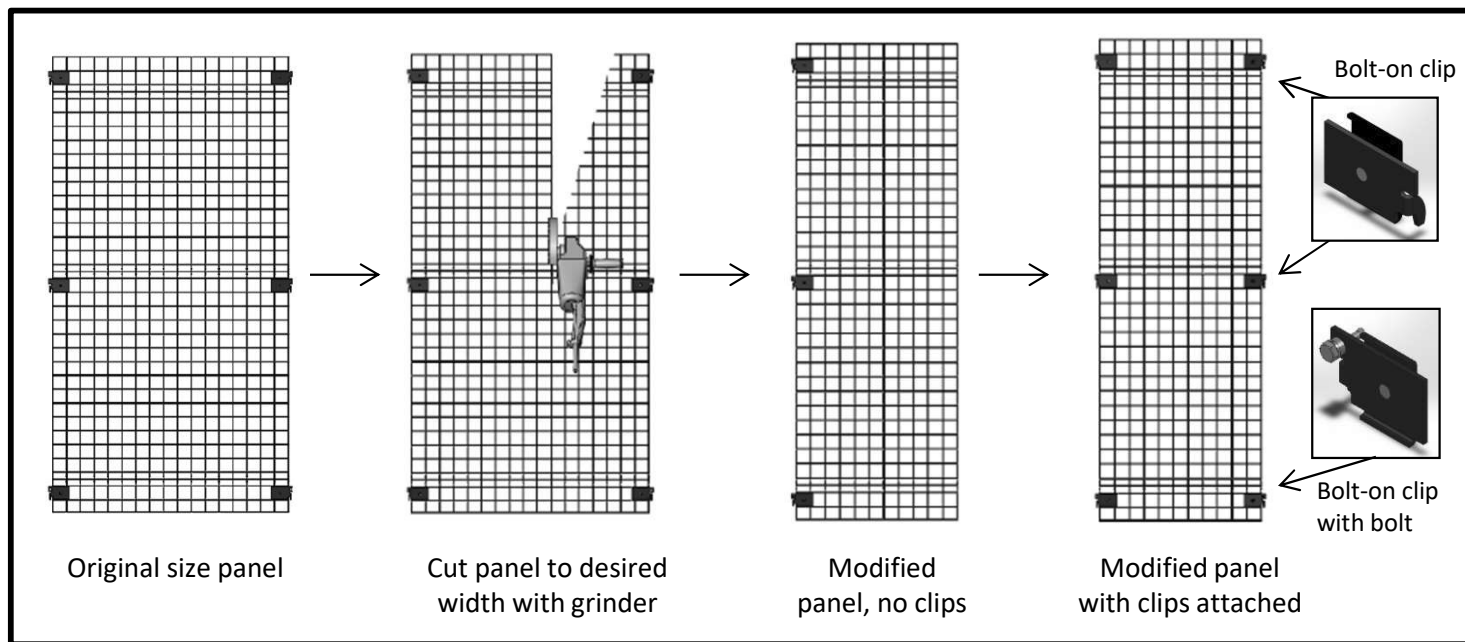 Bolt-on clip
Bolt-on clip
with bolt
Original size panel
Cut panel to desired
width with grinder
Modified
panel, no clips
Modified panel
with clips attached